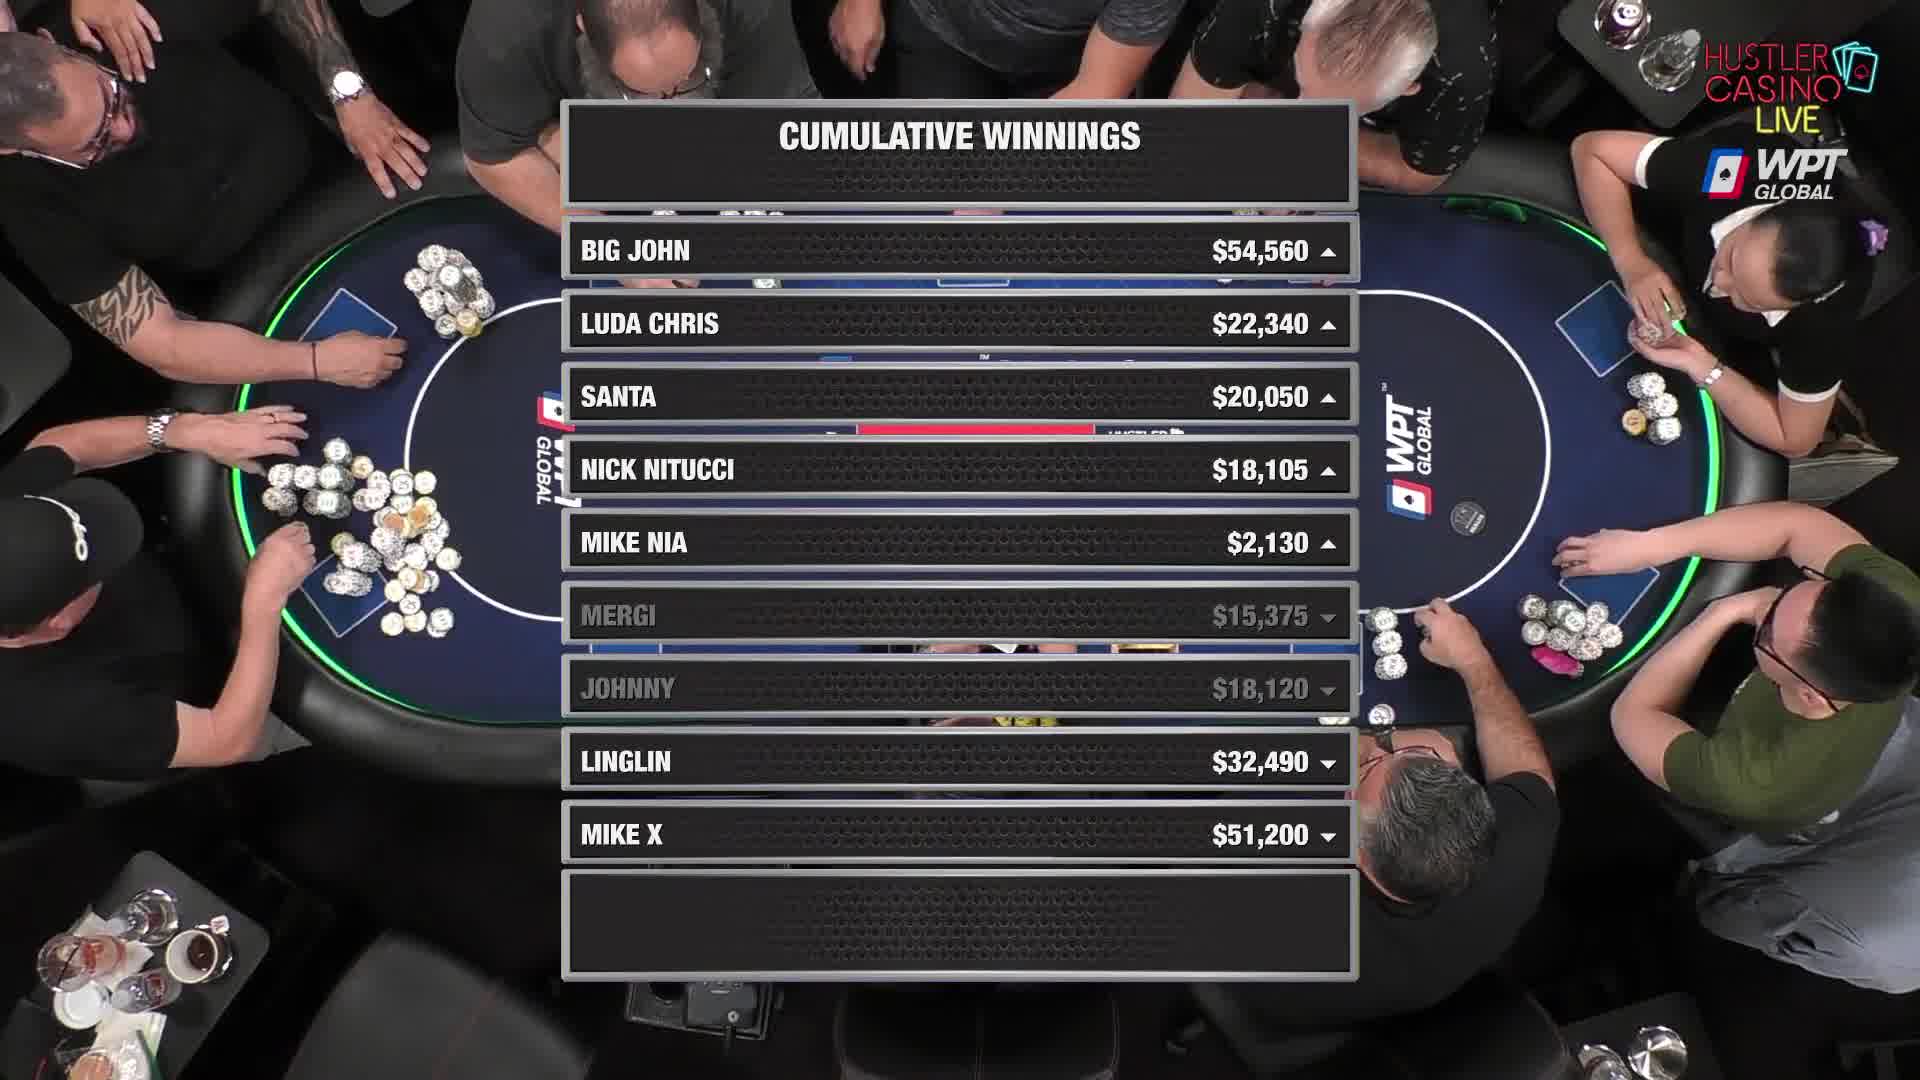 HUSTLER
CASINO
LIVE
WPT
GLOBAL
CUMULATIVE WINNINGS
BIG JOHN $54,560
LUDA CHRIS $22,340
SANTA $20,050
NICK NITUCCI $18,105
MIKE NIA $2,130
MERGI $15,375
JOHNNY $18,120
LINGLIN $32,490
MIKE X $51,200
GLOBAL
WPT
GLOBAL